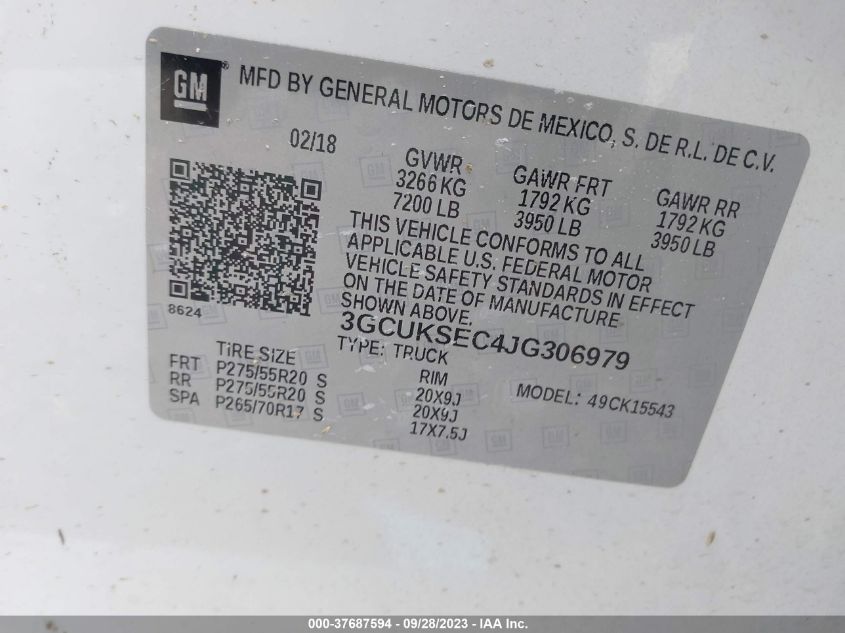 GM ® MFD BY GENERAL MOTORS DE MEXICO, S. DE R.L. DE C.V.
02/18
GVWR GAWR FRT GAWR RR
3266 KG 1792 KG 1792 KG
7200 LB 3950 LB 3950 LB
THIS VEHICLE CONFORMS TO ALL
APPLICABLE U.S. FEDERAL MOTOR
VEHICLE SAFETY STANDARDS IN EFFECT
ON THE DATE OF MANUFACTURE
SHOWN ABOVE.
8624
3GCUKSEC4JG306979
TYPE: TRUCK
TIRE SIZE RIM
FRT P275/55R20 S 20X9J
RR P275/55R20 S 20X9J
SPA P265/70R17 S 17X7.5J
MODEL: 49CK15543
000-37687594 - 09/28/2023 - IAA Inc.